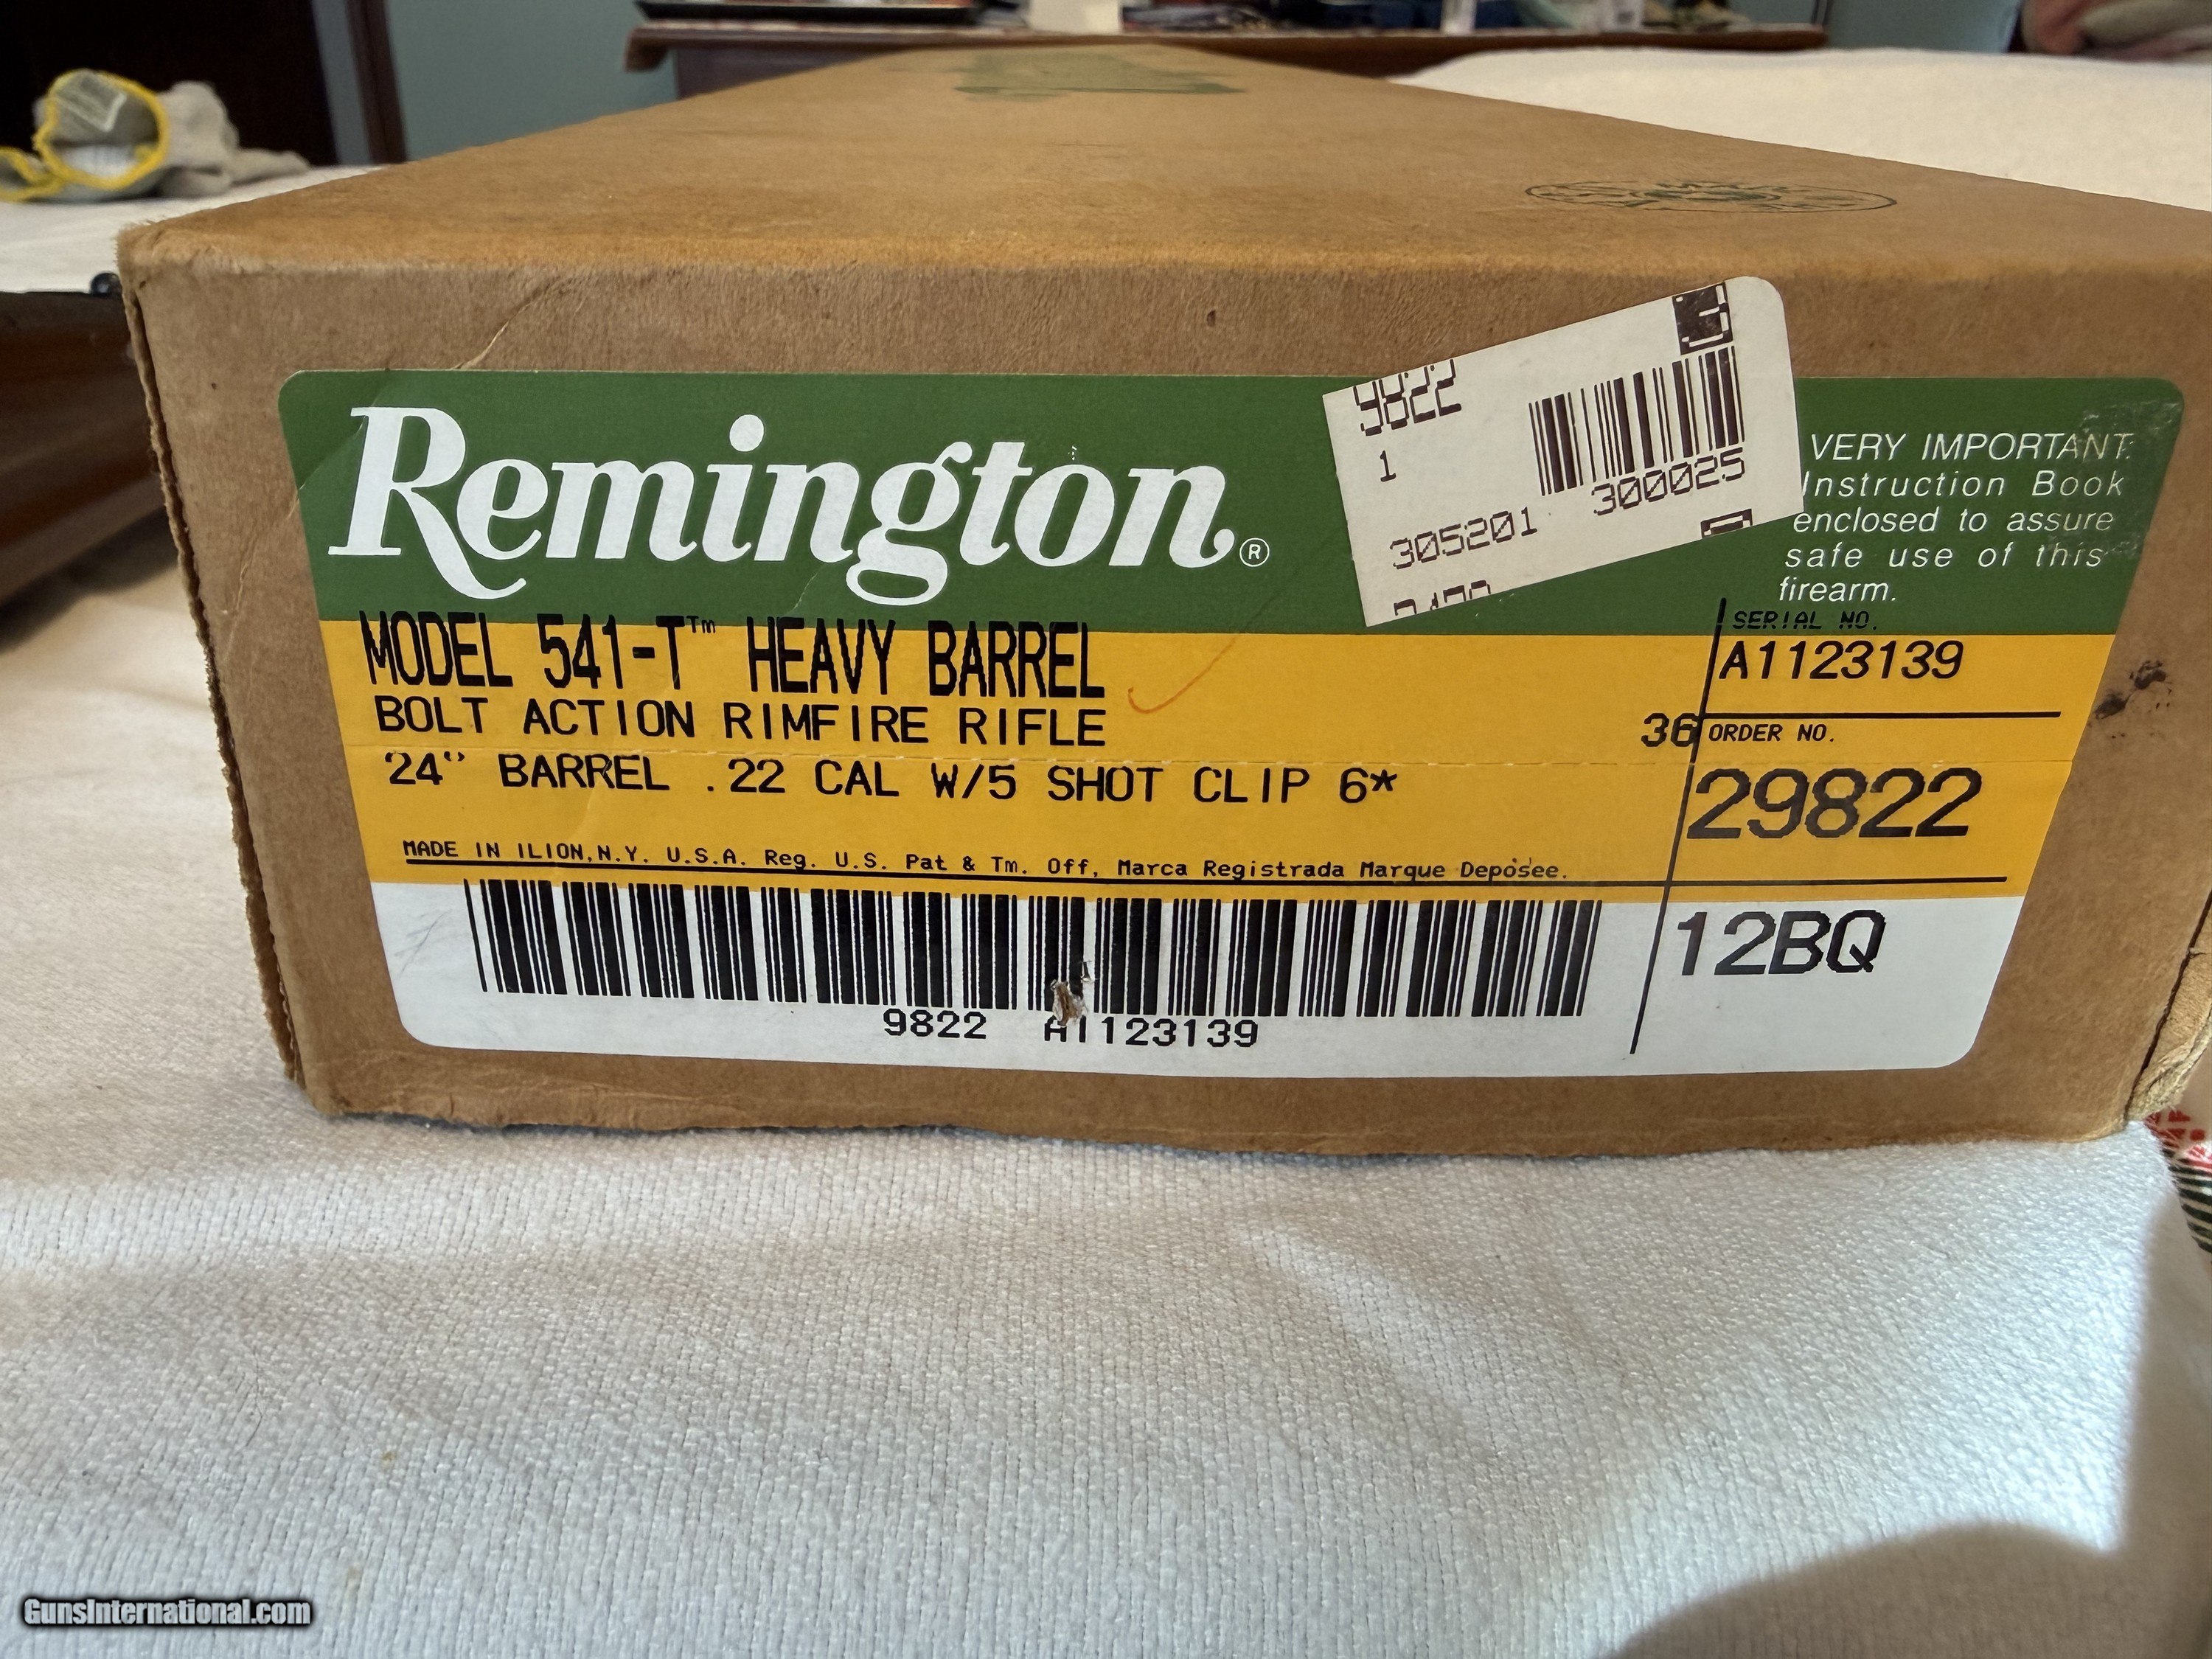 Remington®
VERY IMPORTANT
Instruction Book
enclosed to assure
safe use of this
firearm.
9822
1
300025
305201
MODEL 541-T™ HEAVY BARREL
BOLT ACTION RIMFIRE RIFLE
24" BARREL .22 CAL W/5 SHOT CLIP 6*
MADE IN ILION,N.Y. U.S.A. Reg. U.S. Pat & Tm. Off, Marca Registrada Marque Deposee.
SERIAL NO.
A1123139
36
ORDER NO.
29822
12BQ
9822 A1123139
GunsInternational.com